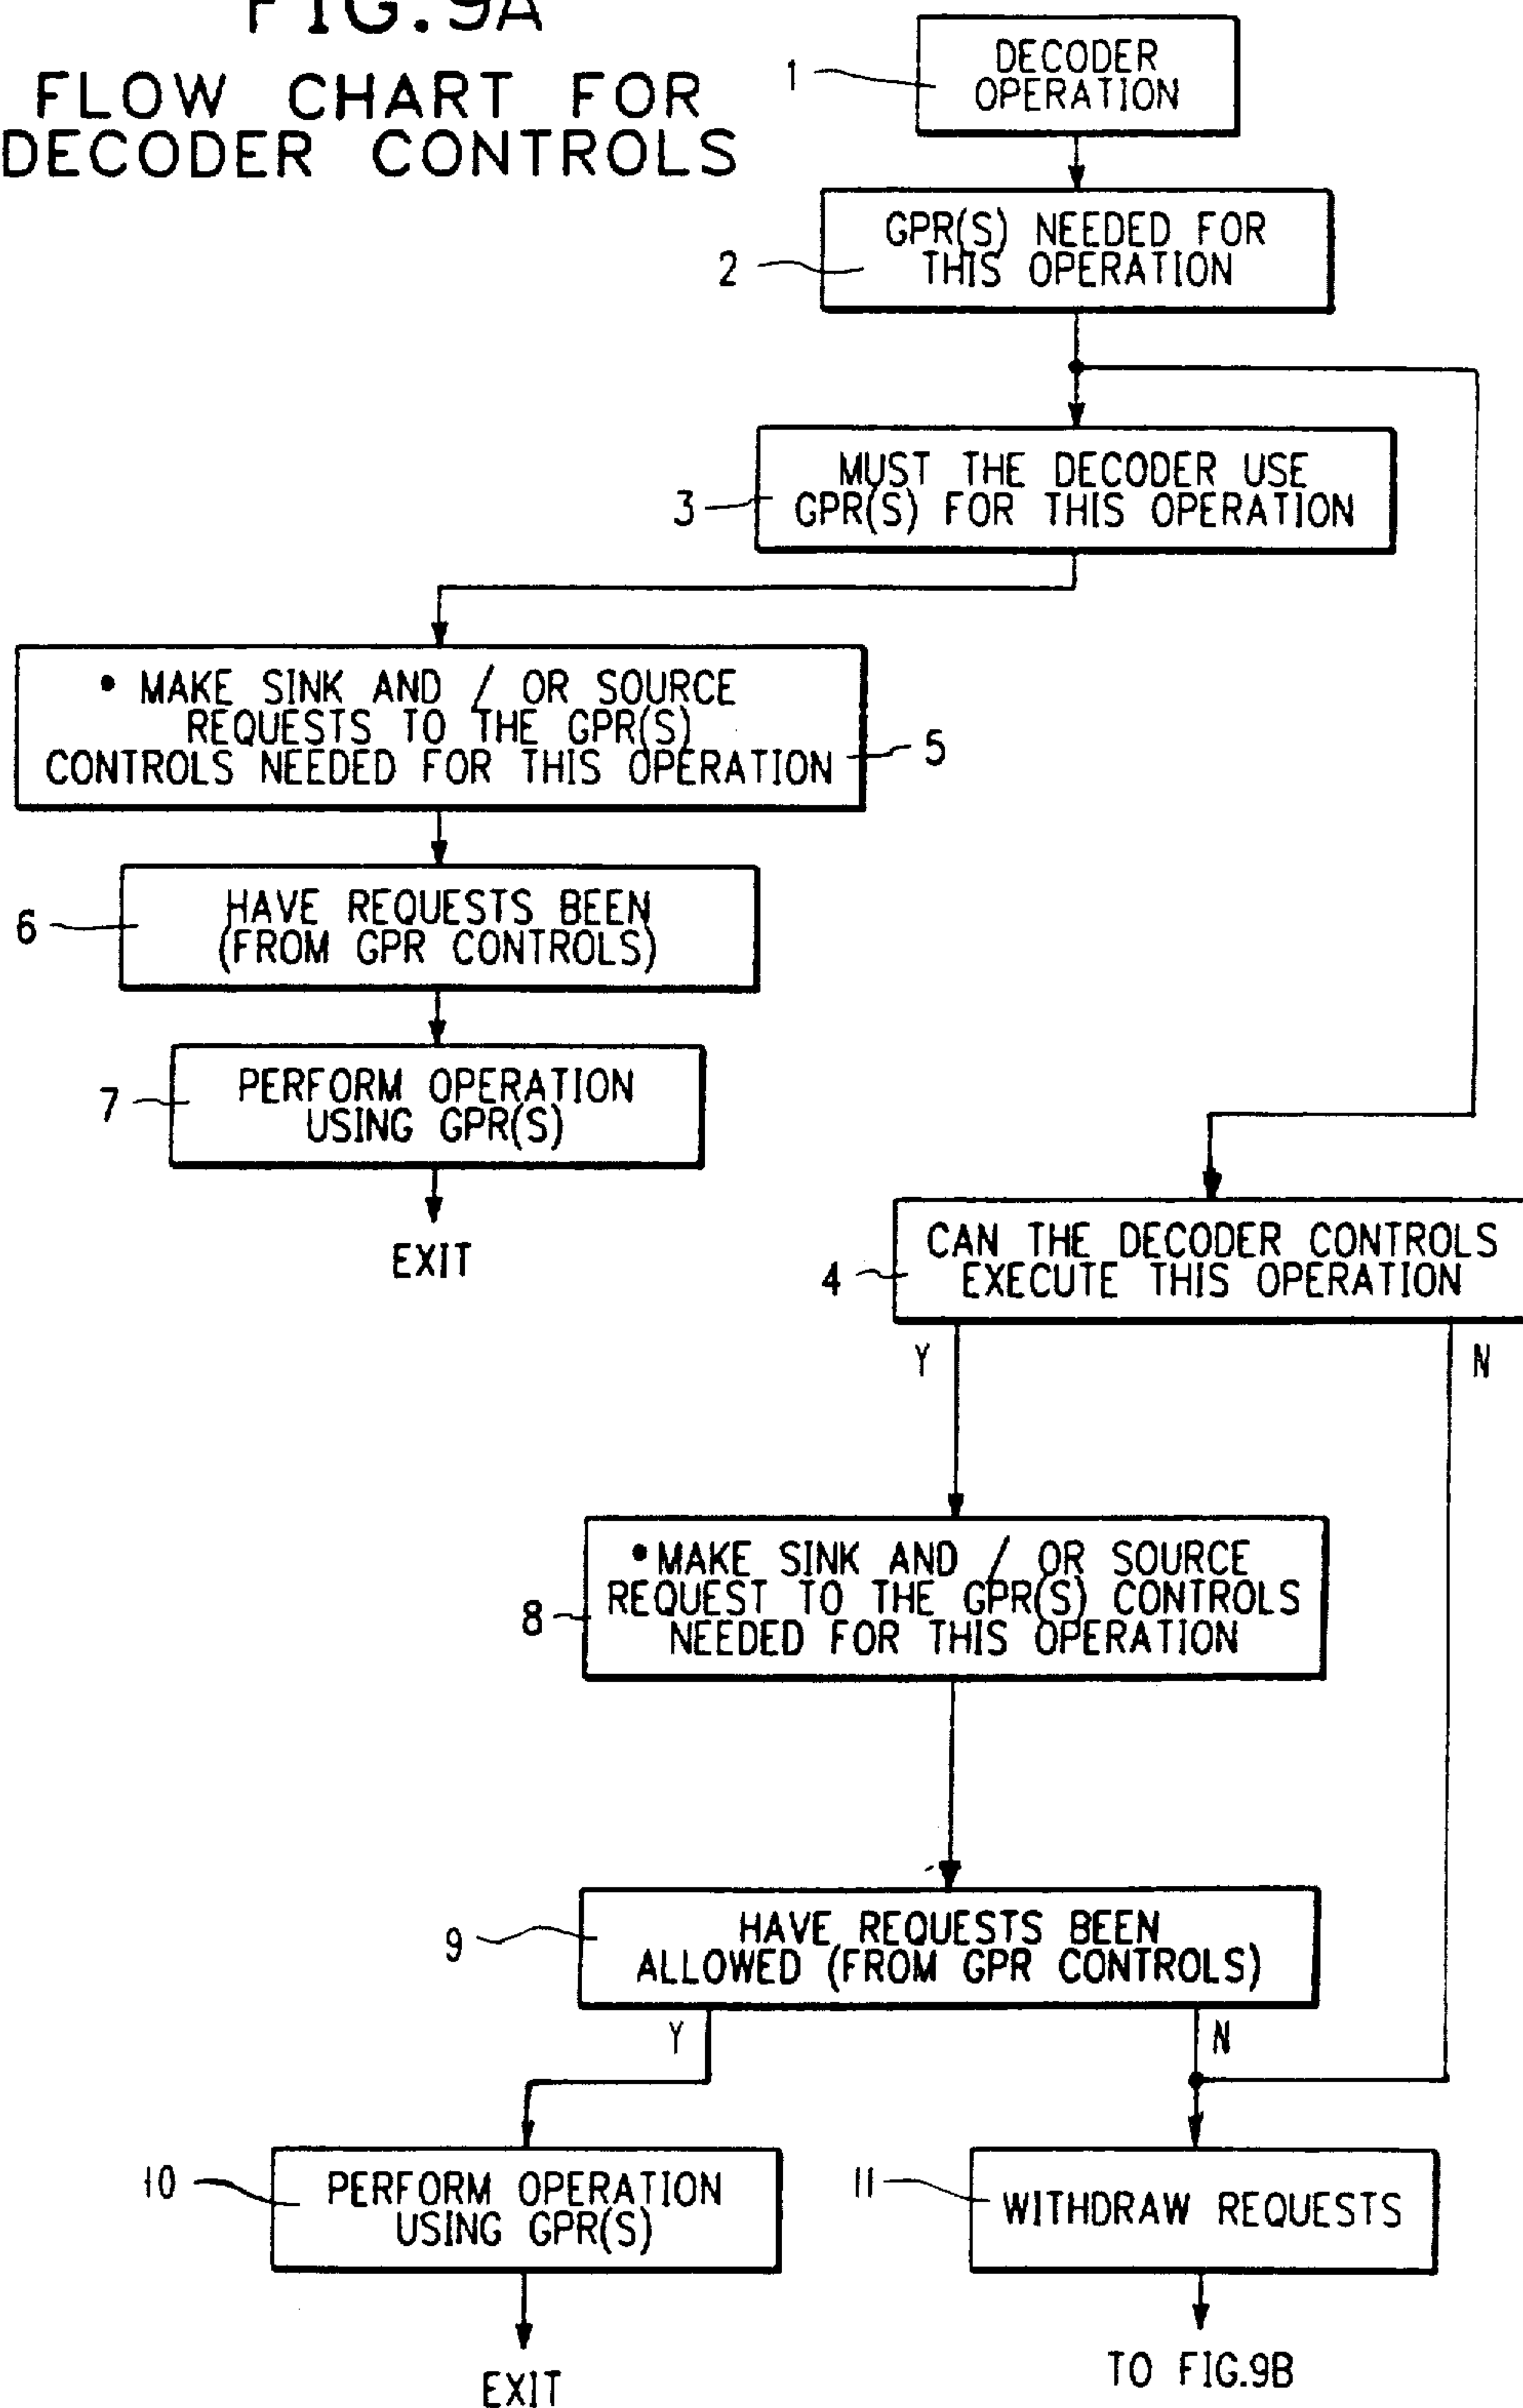 FIG.9A
FLOW CHART FOR
DECODER CONTROLS
1
DECODER
OPERATION
2
GPR(S) NEEDED FOR
THIS OPERATION
3
MUST THE DECODER USE
GPR(S) FOR THIS OPERATION
• MAKE SINK AND / OR SOURCE
REQUESTS TO THE GPR(S)
CONTROLS NEEDED FOR THIS OPERATION
5
6
HAVE REQUESTS BEEN
(FROM GPR CONTROLS)
7
PERFORM OPERATION
USING GPR(S)
EXIT
4
CAN THE DECODER CONTROLS
EXECUTE THIS OPERATION
Y
N
8
• MAKE SINK AND / OR SOURCE
REQUEST TO THE GPR(S) CONTROLS
NEEDED FOR THIS OPERATION
9
HAVE REQUESTS BEEN
ALLOWED (FROM GPR CONTROLS)
Y
N
10
PERFORM OPERATION
USING GPR(S)
11
WITHDRAW REQUESTS
EXIT
TO FIG.9B